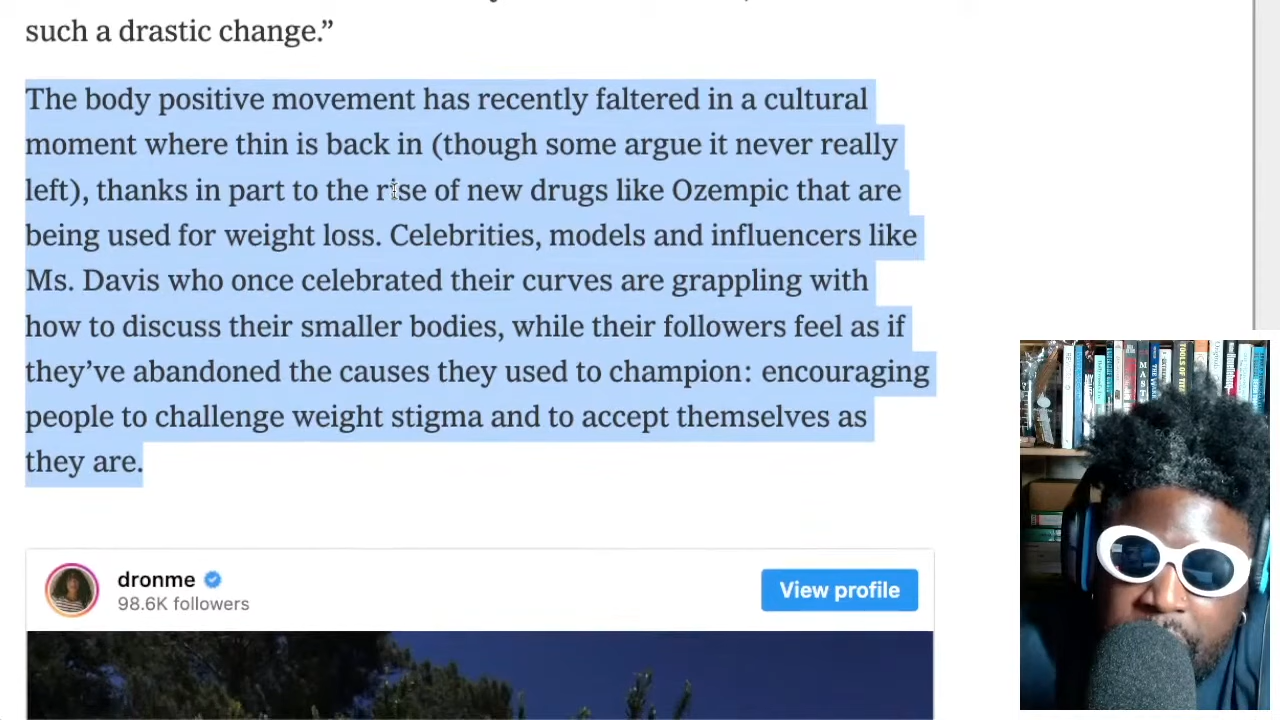 such a drastic change.”
The body positive movement has recently faltered in a cultural
moment where thin is back in (though some argue it never really
left), thanks in part to the rise of new drugs like Ozempic that are
being used for weight loss. Celebrities, models and influencers like
Ms. Davis who once celebrated their curves are grappling with
how to discuss their smaller bodies, while their followers feel as if
they’ve abandoned the causes they used to champion: encouraging
people to challenge weight stigma and to accept themselves as
they are.
dronme
98.6K followers
View profile
TOOLS OF TITANS